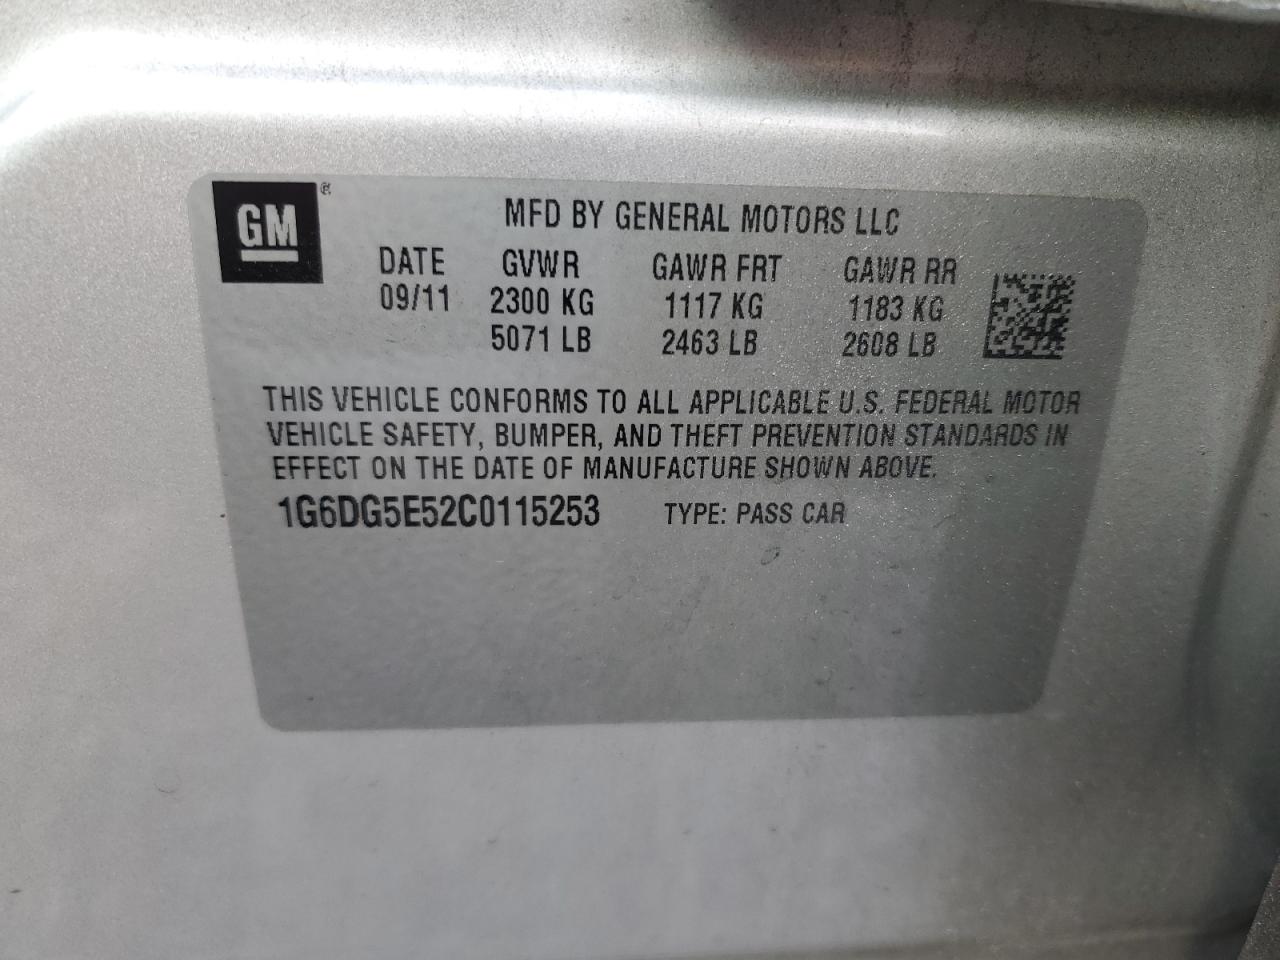 GM®
MFD BY GENERAL MOTORS LLC
DATE GVWR GAWR FRT GAWR RR
09/11 2300 KG 1117 KG 1183 KG
5071 LB 2463 LB 2608 LB
THIS VEHICLE CONFORMS TO ALL APPLICABLE U.S. FEDERAL MOTOR
VEHICLE SAFETY, BUMPER, AND THEFT PREVENTION STANDARDS IN
EFFECT ON THE DATE OF MANUFACTURE SHOWN ABOVE.
1G6DG5E52C0115253 TYPE: PASS CAR